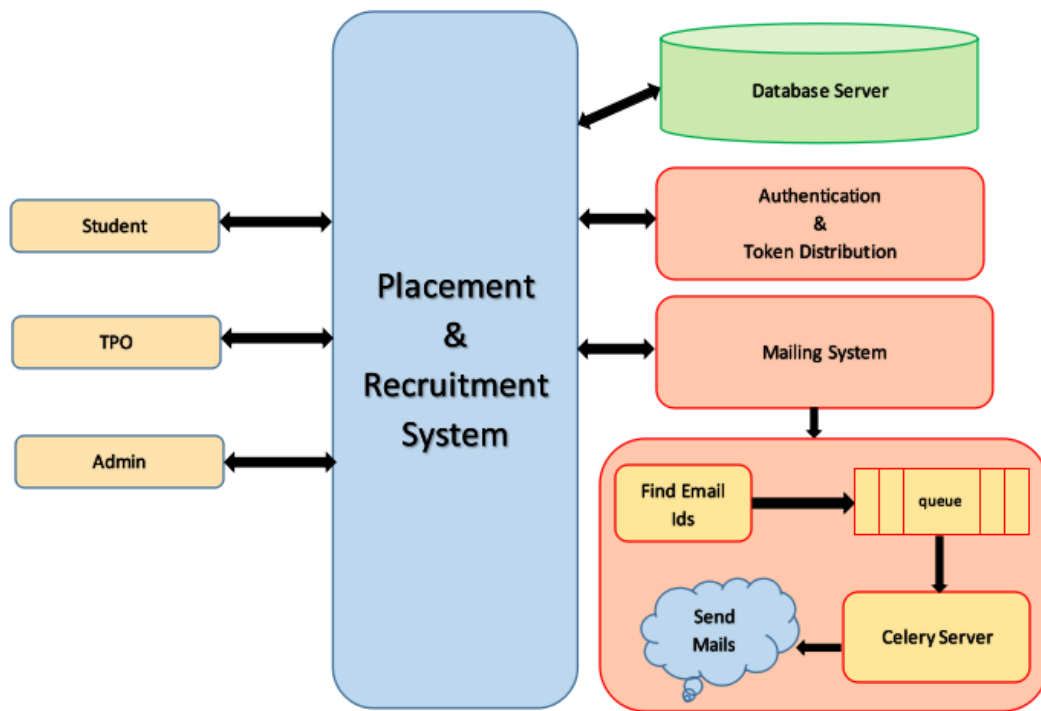 Student
TPO
Admin
Placement
&
Recruitment
System
Database Server
Authentication
&
Token Distribution
Mailing System
Find Email
Ids
queue
Celery Server
Send
Mails